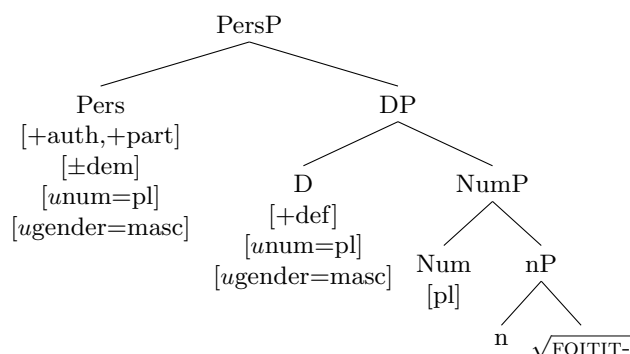 PersP
Pers DP
[+auth,+part]
[±dem]
[unum=pl]
[ugender=masc]
D NumP
[+def]
[unum=pl]
[ugender=masc]
Num nP
[pl]
n √FOITIT-